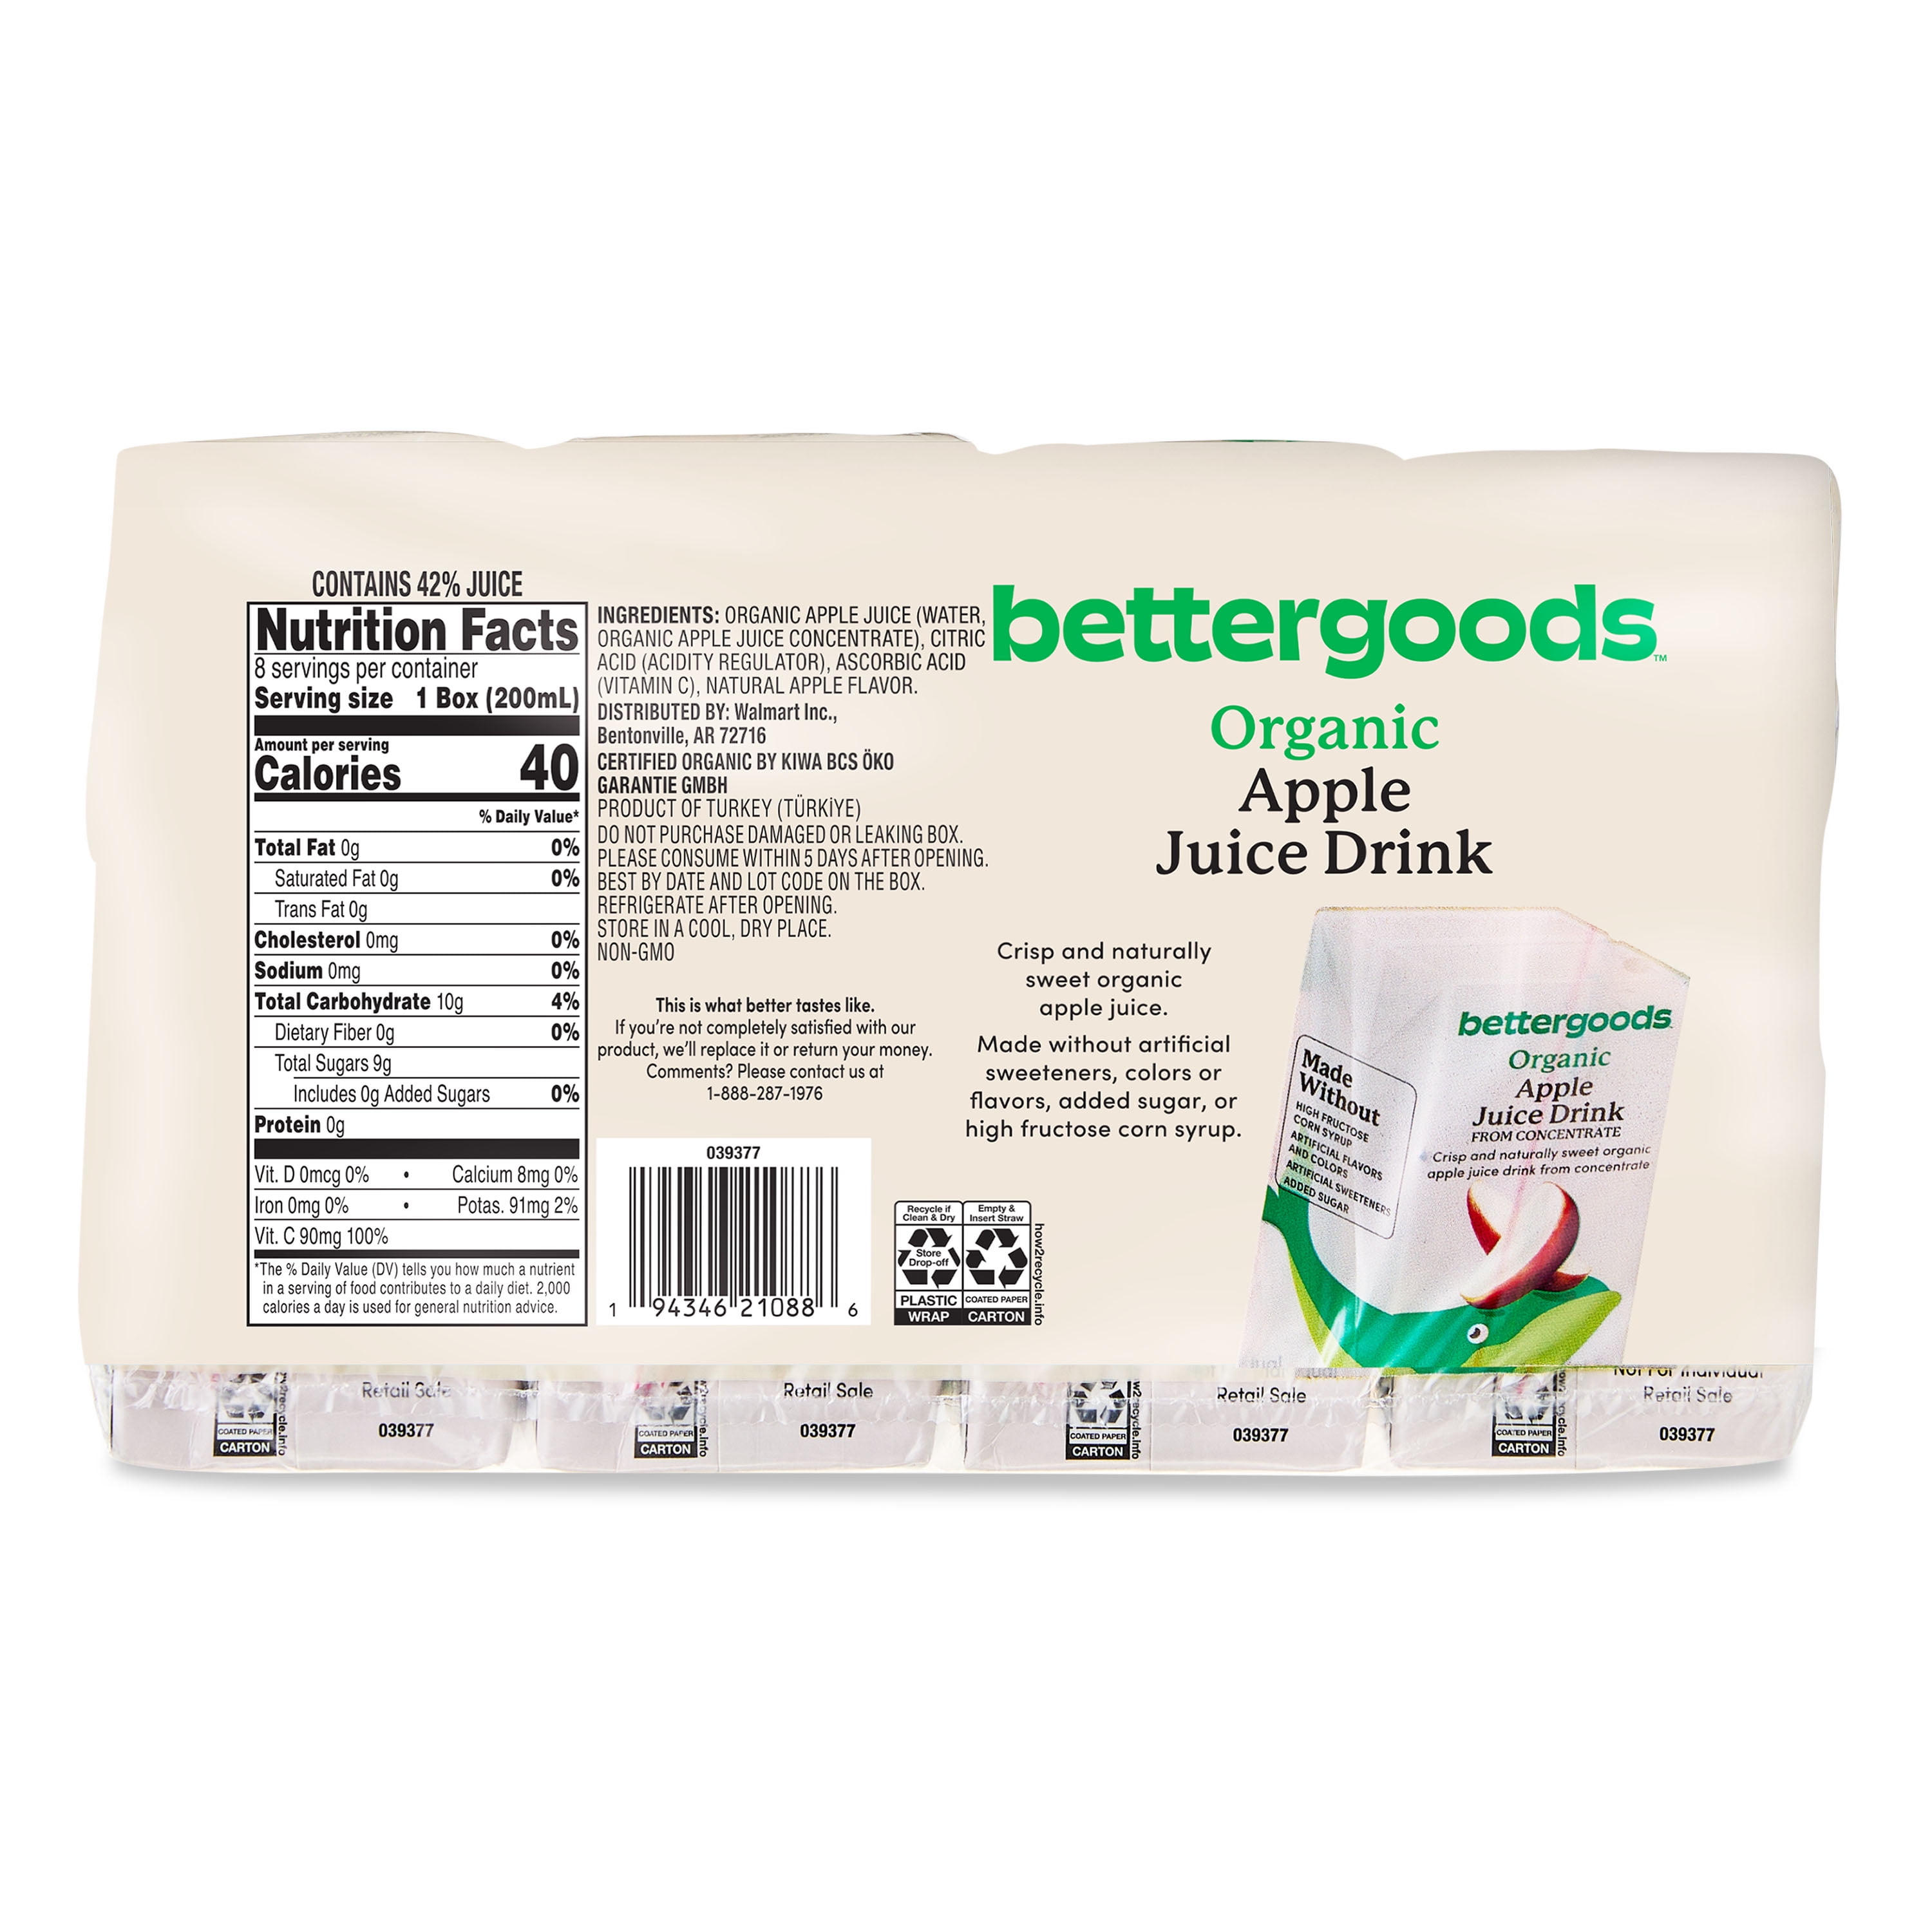 CONTAINS 42% JUICE
Nutrition Facts
8 servings per container
Serving size 1 Box (200mL)
Amount per serving
Calories 40
% Daily Value*
Total Fat 0g 0%
Saturated Fat 0g 0%
Trans Fat 0g
Cholesterol 0mg 0%
Sodium 0mg 0%
Total Carbohydrate 10g 4%
Dietary Fiber 0g 0%
Total Sugars 9g
Includes 0g Added Sugars 0%
Protein 0g
Vit. D 0mcg 0% • Calcium 8mg 0%
Iron 0mg 0% • Potas. 91mg 2%
Vit. C 90mg 100%
*The % Daily Value (DV) tells you how much a nutrient
in a serving of food contributes to a daily diet. 2,000
calories a day is used for general nutrition advice.
INGREDIENTS: ORGANIC APPLE JUICE (WATER,
ORGANIC APPLE JUICE CONCENTRATE), CITRIC
ACID (ACIDITY REGULATOR), ASCORBIC ACID
(VITAMIN C), NATURAL APPLE FLAVOR.
DISTRIBUTED BY: Walmart Inc.,
Bentonville, AR 72716
CERTIFIED ORGANIC BY KIWA BCS ÖKO
GARANTIE GMBH
PRODUCT OF TURKEY (TÜRKİYE)
DO NOT PURCHASE DAMAGED OR LEAKING BOX.
PLEASE CONSUME WITHIN 5 DAYS AFTER OPENING.
BEST BY DATE AND LOT CODE ON THE BOX.
REFRIGERATE AFTER OPENING.
STORE IN A COOL, DRY PLACE.
NON-GMO
This is what better tastes like.
If you're not completely satisfied with our
product, we'll replace it or return your money.
Comments? Please contact us at
1-888-287-1976
039377
1 94346 21088 6
Recycle if
Clean & Dry
Store
Drop-off
PLASTIC
WRAP
Empty &
Insert Straw
COATED PAPER
CARTON
how2recycle.info
bettergoods™
Organic
Apple
Juice Drink
Crisp and naturally
sweet organic
apple juice.
Made without artificial
sweeteners, colors or
flavors, added sugar, or
high fructose corn syrup.
Made
Without
HIGH FRUCTOSE
CORN SYRUP
ARTIFICIAL FLAVORS
AND COLORS
ARTIFICIAL SWEETENERS
ADDED SUGAR
bettergoods
Organic
Apple
Juice Drink
FROM CONCENTRATE
Crisp and naturally sweet organic
apple juice drink from concentrate
COATED PAPER
CARTON
Retail Sale
039377
COATED PAPER
CARTON
Retail Sale
039377
COATED PAPER
CARTON
Retail Sale
039377
COATED PAPER
CARTON
Not For Individual
Retail Sale
039377